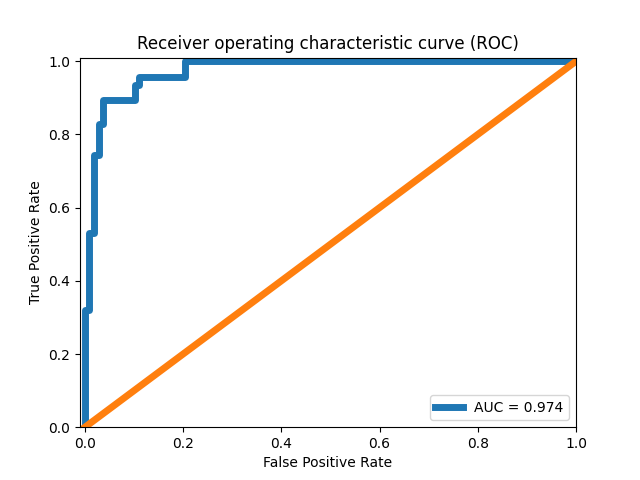 Receiver operating characteristic curve (ROC)
True Positive Rate
1.0
0.8
0.6
0.4
0.2
0.0
0.0 0.2 0.4 0.6 0.8 1.0
False Positive Rate
AUC = 0.974